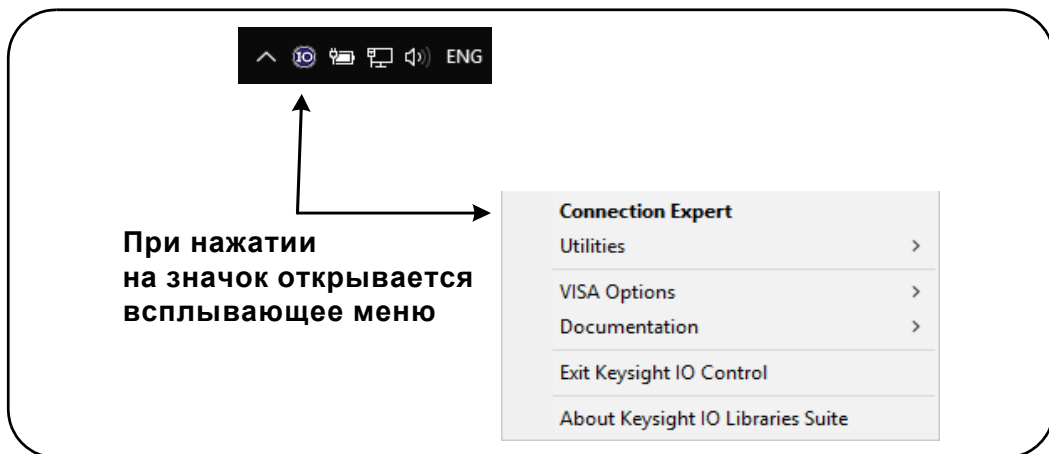 IO ENG
При нажатии
на значок открывается
всплывающее меню
Connection Expert
Utilities
VISA Options
Documentation
Exit Keysight IO Control
About Keysight IO Libraries Suite